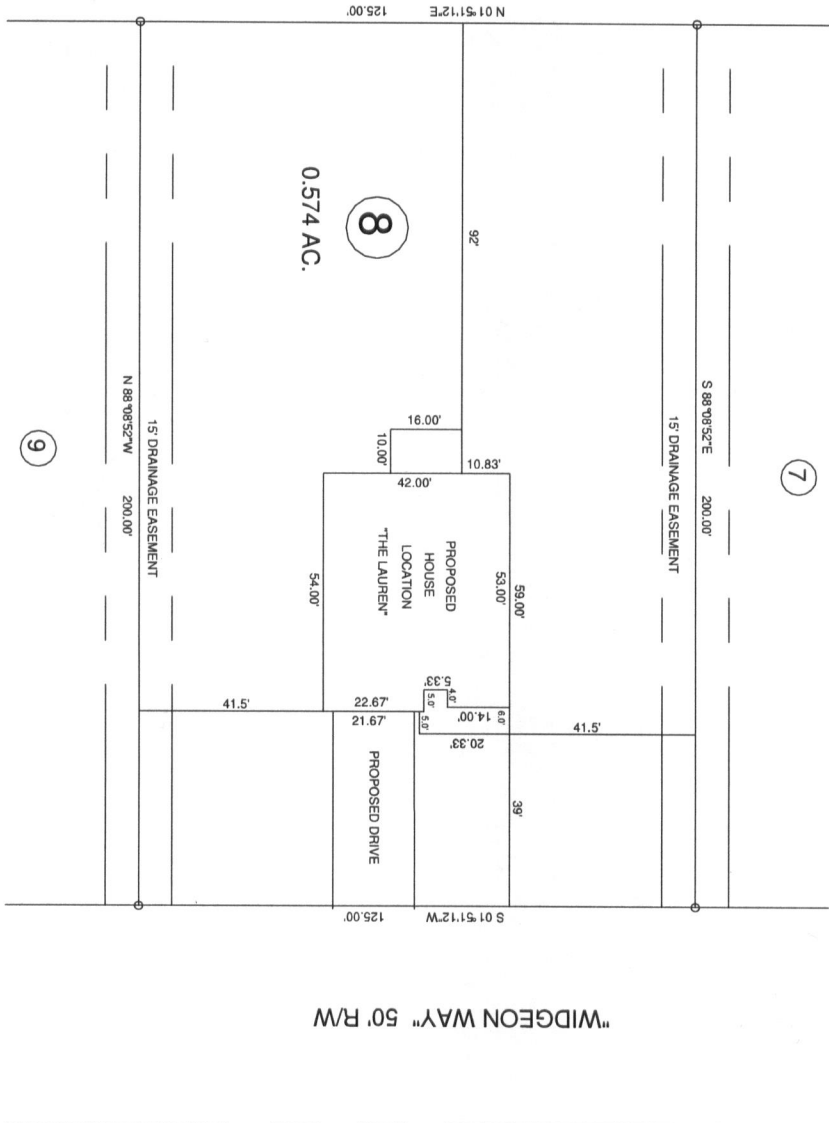 N 01°51'12"E 125.00'
S 88°08'52"E 200.00'
15' DRAINAGE EASEMENT
7
92'
8
0.574 AC.
16.00'
10.00'
10.83'
42.00'
PROPOSED
HOUSE
LOCATION
"THE LAUREN"
59.00'
53.00'
54.00'
5.33'
4.0'
5.0'
14.00'
6.0'
5.0'
20.33'
22.67'
21.67'
41.5'
41.5'
39'
PROPOSED DRIVE
15' DRAINAGE EASEMENT
N 88°08'52"W 200.00'
9
S 01°51'12"W 125.00'
"WIDGEON WAY" 50' R/W